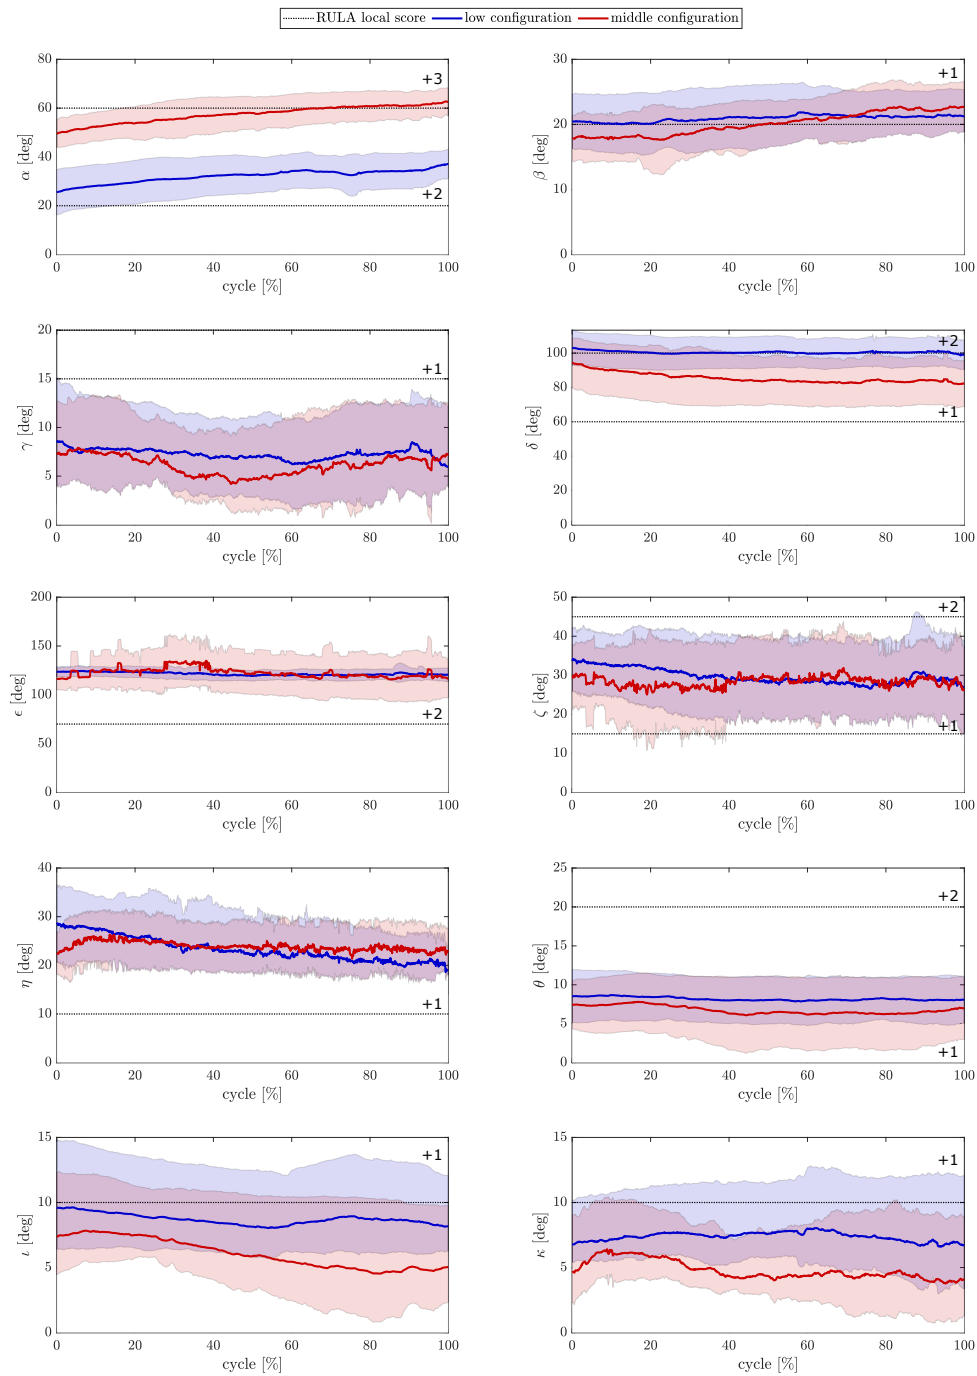 RULA local score low configuration middle configuration
80
60
40
20
0
α [deg]
+3
+2
0 20 40 60 80 100
cycle [%]
30
20
10
0
β [deg]
+1
0 20 40 60 80 100
cycle [%]
20
15
10
5
0
γ [deg]
+1
0 20 40 60 80 100
cycle [%]
100
80
60
40
20
0
δ [deg]
+2
+1
0 20 40 60 80 100
cycle [%]
200
150
100
50
0
ϵ [deg]
+2
0 20 40 60 80 100
cycle [%]
50
40
30
20
10
0
ζ [deg]
+2
+1
0 20 40 60 80 100
cycle [%]
40
30
20
10
0
η [deg]
+1
0 20 40 60 80 100
cycle [%]
25
20
15
10
5
0
θ [deg]
+2
+1
0 20 40 60 80 100
cycle [%]
15
10
5
0
ι [deg]
+1
0 20 40 60 80 100
cycle [%]
15
10
5
0
κ [deg]
+1
0 20 40 60 80 100
cycle [%]